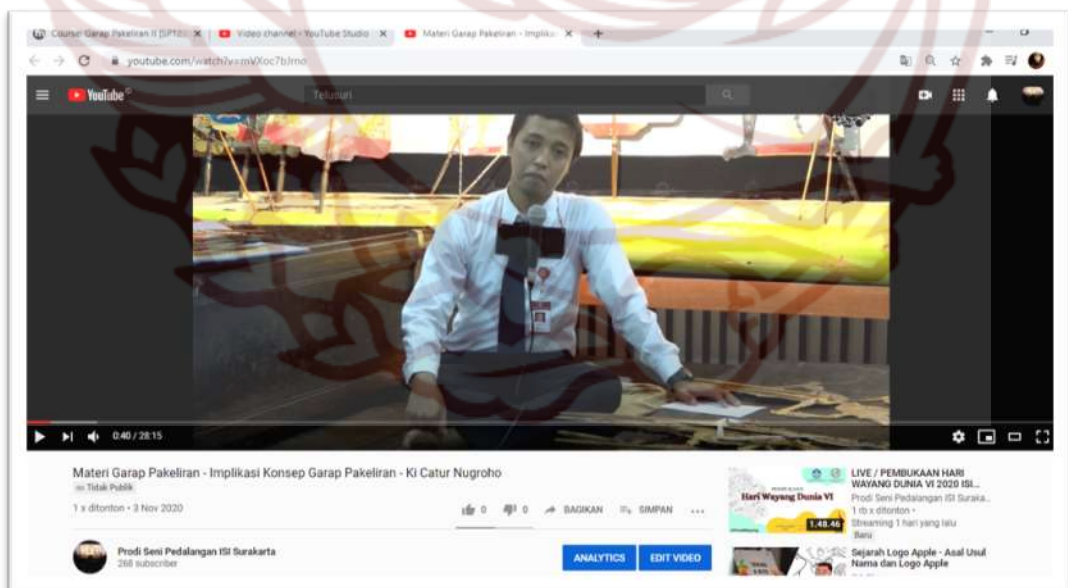 Course: Garap Pakeliran II [SP12
Video channel - YouTube Studio
Materi Garap Pakeliran - Implika
youtube.com/watch?v=
YouTube
Telusuri
0:40 / 28:15
Materi Garap Pakeliran - Implikasi Konsep Garap Pakeliran - Ki Catur Nugroho
Tidak Publik
1 x ditonton • 3 Nov 2020
0 0 BAGIKAN SIMPAN ...
Prodi Seni Pedalangan ISI Surakarta
268 subscriber
ANALYTICS EDIT VIDEO
Hari Wayang Dunia VI
1.48.46
LIVE / PEMBUKAAN HARI
WAYANG DUNIA VI 2020 ISI...
Prodi Seni Pedalangan ISI Suraka...
1 rb x ditonton •
Streaming 1 hari yang lalu
Baru
Sejarah Logo Apple - Asal Usul
Nama dan Logo Apple